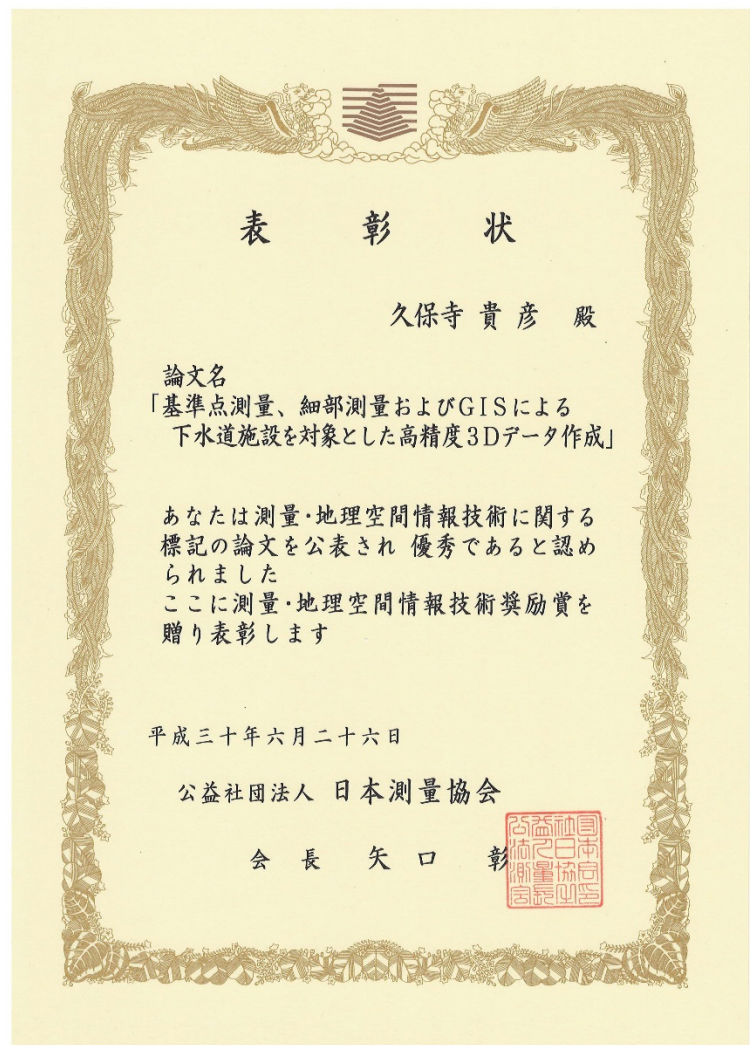 表 彰 状
久保寺 貴 彦 殿
論文名
「基準点測量、細部測量およびGISによる
下水道施設を対象とした高精度3Dデータ作成」
あなたは測量・地理空間情報技術に関する
標記の論文を公表され 優秀であると認め
られました
ここに測量・地理空間情報技術奨励賞を
贈り表彰します
平成三十年六月二十六日
公益社団法人 日本測量協会
会 長 矢 口 彰